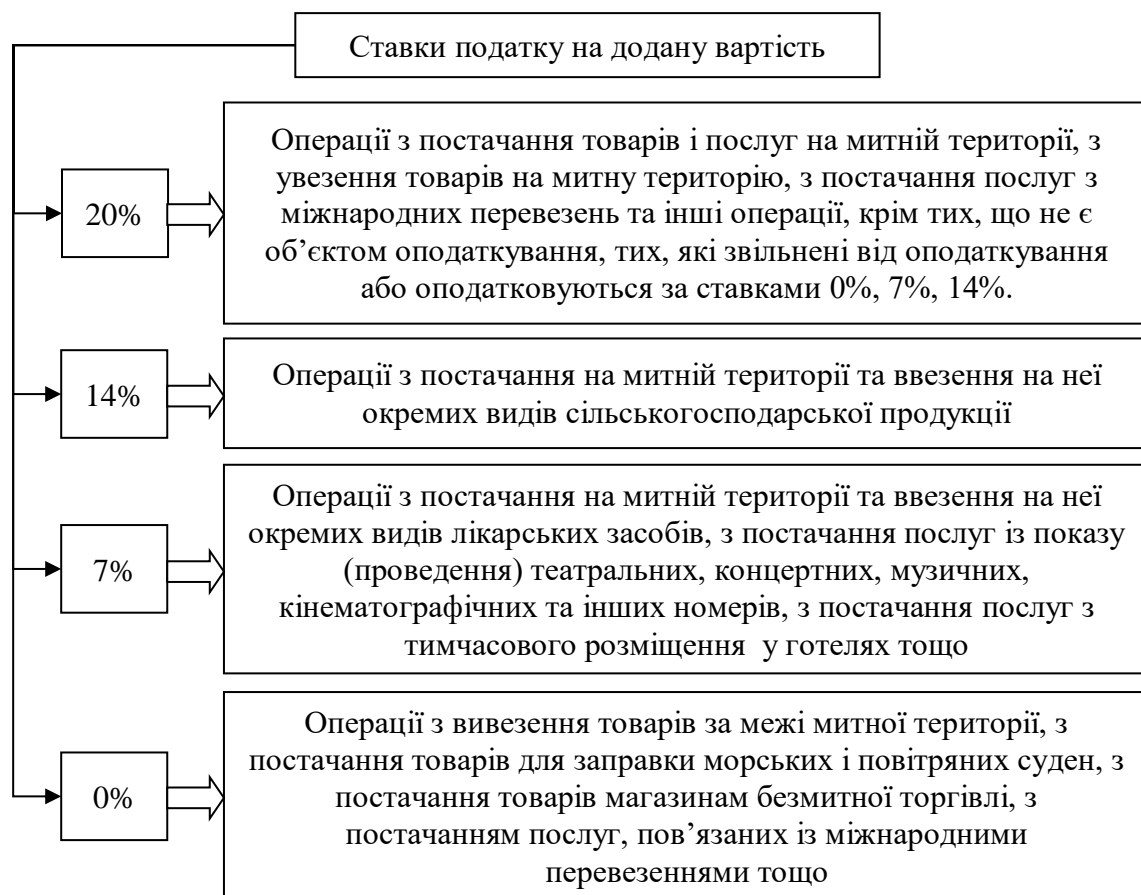 Ставки податку на додану вартість
20%
Операції з постачання товарів і послуг на митній території, з
увезення товарів на митну територію, з постачання послуг з
міжнародних перевезень та інші операції, крім тих, що не є
об’єктом оподаткування, тих, які звільнені від оподаткування
або оподатковуються за ставками 0%, 7%, 14%.
14%
Операції з постачання на митній території та ввезення на неї
окремих видів сільськогосподарської продукції
7%
Операції з постачання на митній території та ввезення на неї
окремих видів лікарських засобів, з постачання послуг із показу
(проведення) театральних, концертних, музичних,
кінематографічних та інших номерів, з постачання послуг з
тимчасового розміщення у готелях тощо
0%
Операції з вивезення товарів за межі митної території, з
постачання товарів для заправки морських і повітряних суден, з
постачання товарів магазинам безмитної торгівлі, з
постачанням послуг, пов’язаних із міжнародними
перевезеннями тощо